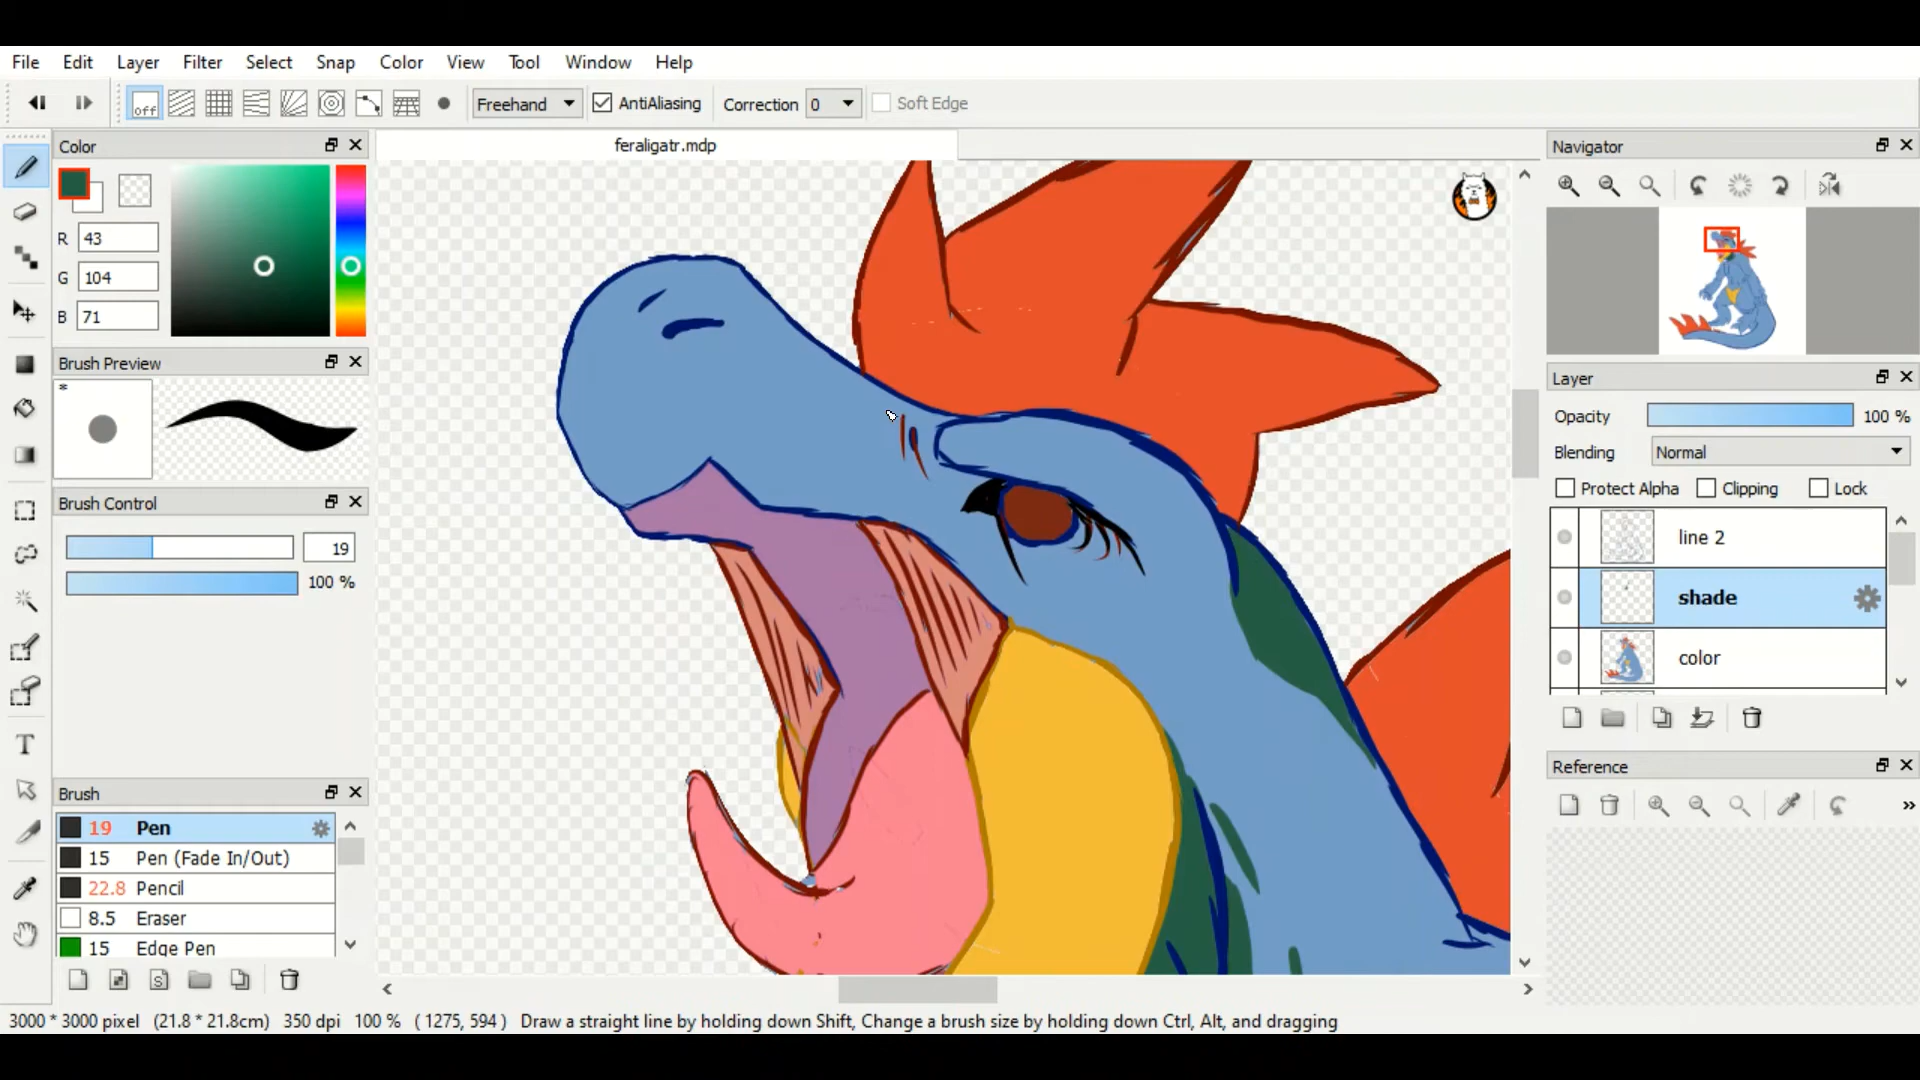 File Edit Layer Filter Select Snap Color View Tool Window Help
off Freehand AntiAliasing Correction 0 Soft Edge
Color
feraligatr.mdp
Navigator
R 43
G 104
B 71
Brush Preview
*
Layer
Opacity 100 %
Blending Normal
Protect Alpha Clipping Lock
Brush Control
19
100 %
line 2
shade
color
Reference
Brush
19 Pen
15 Pen (Fade In/Out)
22.8 Pencil
8.5 Eraser
15 Edge Pen
T
S
3000 * 3000 pixel (21.8 * 21.8cm) 350 dpi 100 % ( 1275, 594 ) Draw a straight line by holding down Shift, Change a brush size by holding down Ctrl, Alt, and dragging